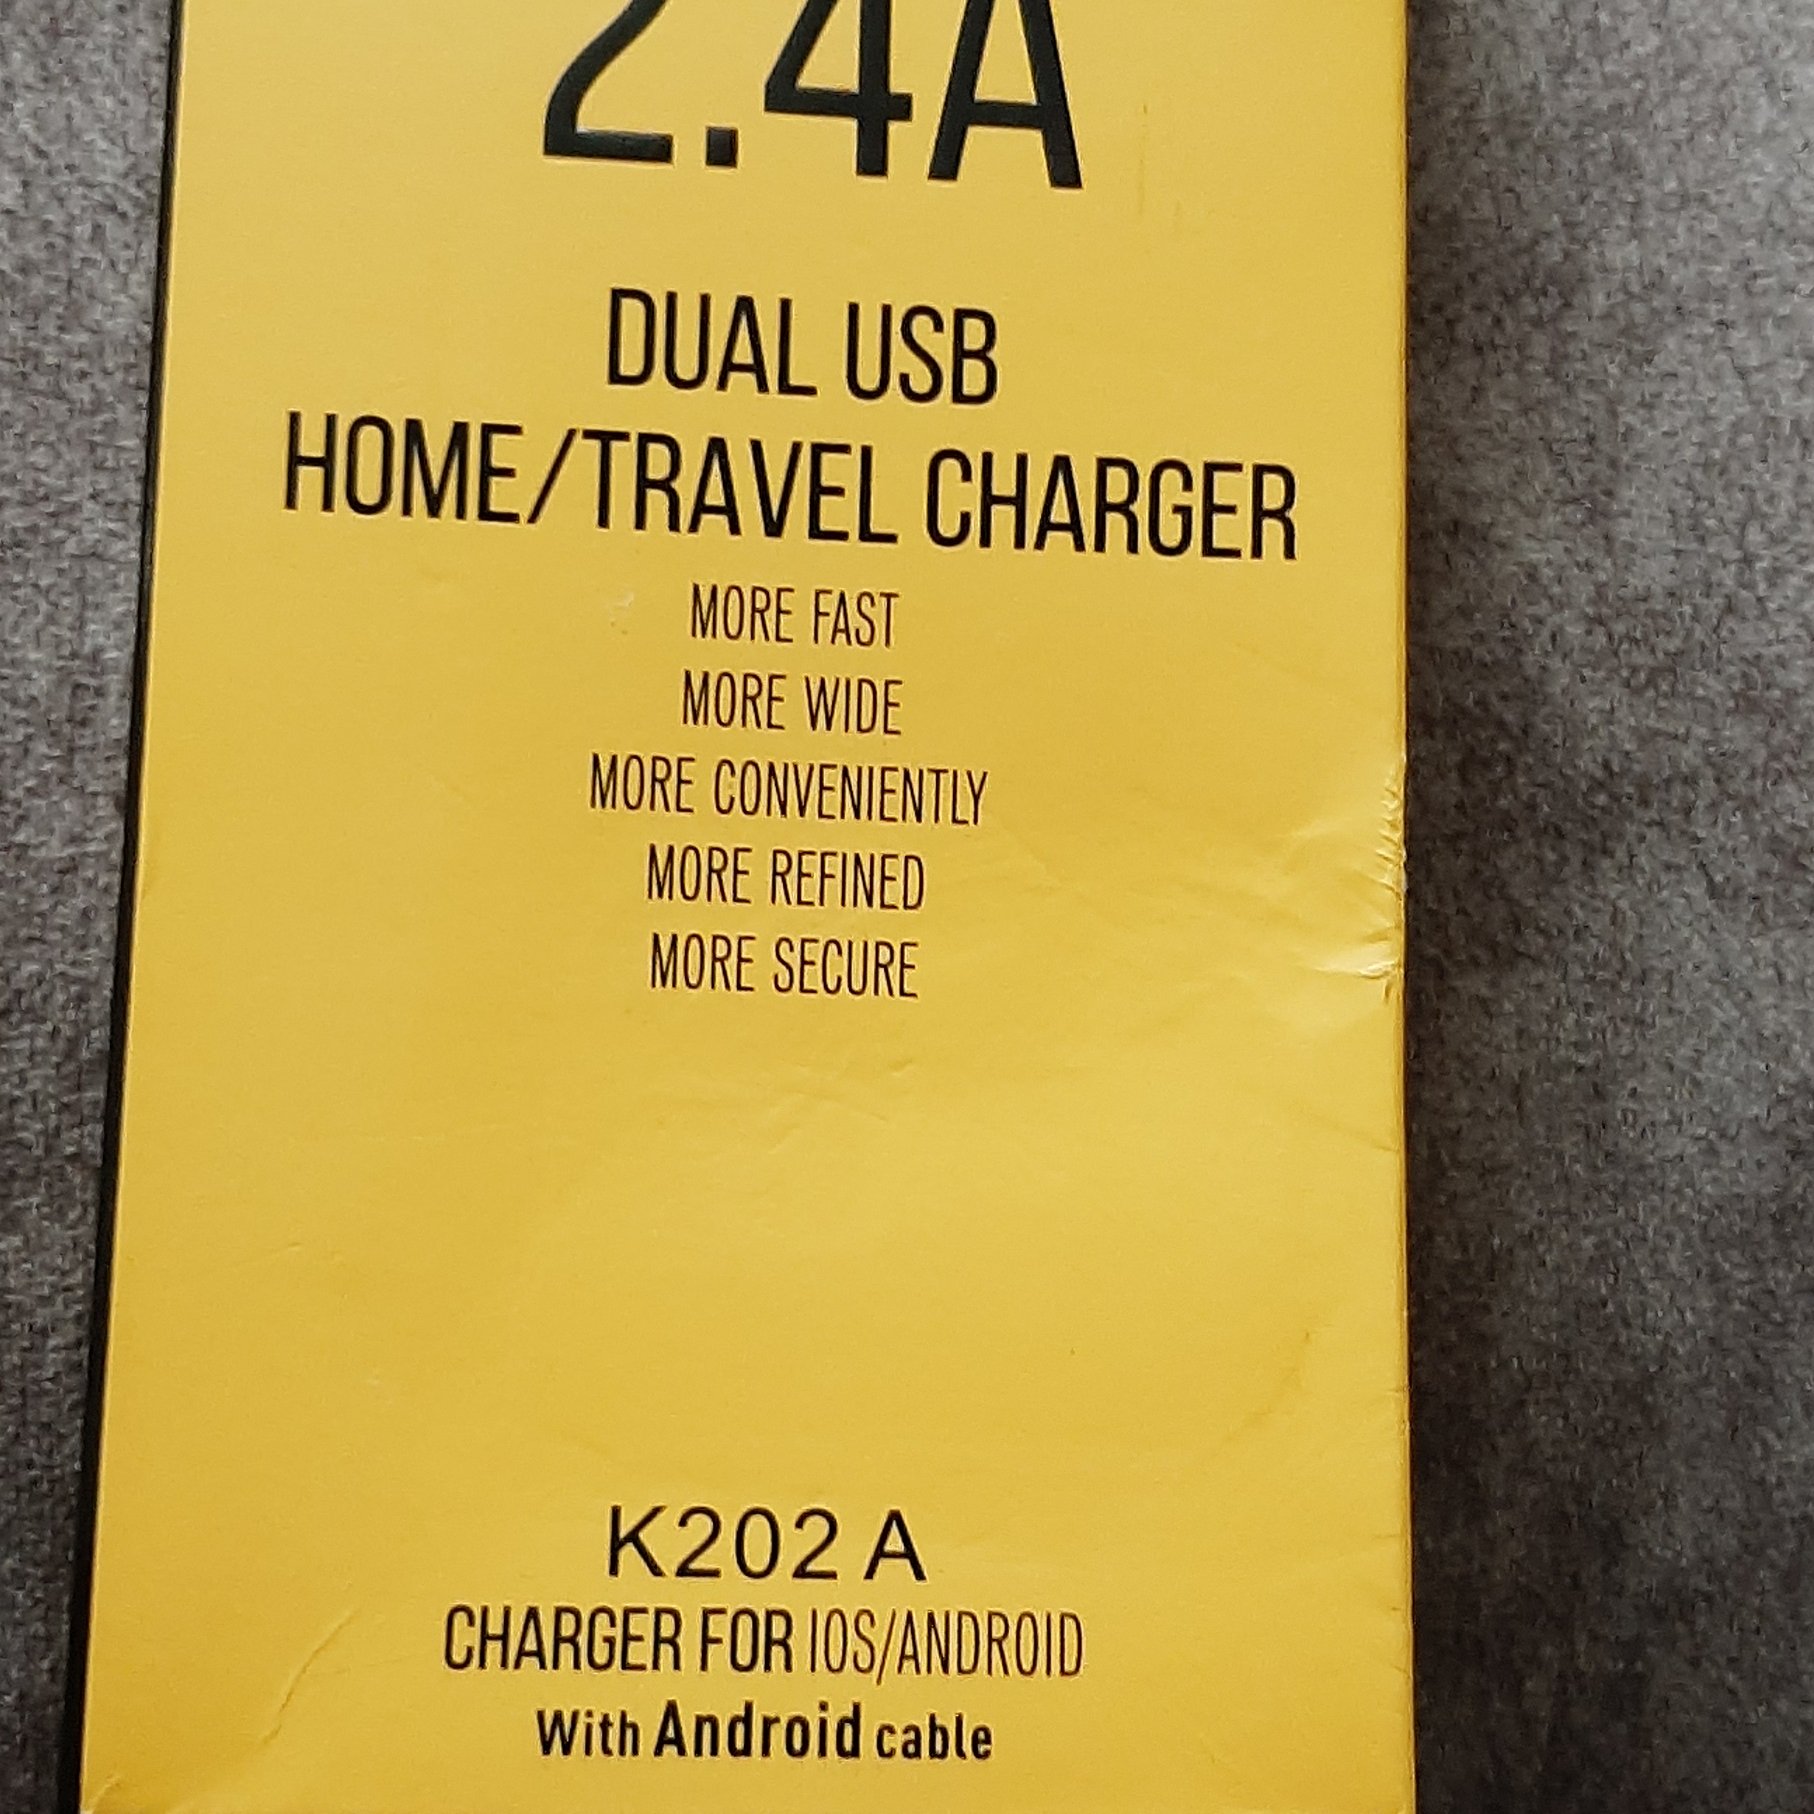 2.4A
DUAL USB
HOME/TRAVEL CHARGER
MORE FAST
MORE WIDE
MORE CONVENIENTLY
MORE REFINED
MORE SECURE
K202 A
CHARGER FOR IOS/ANDROID
With Android cable